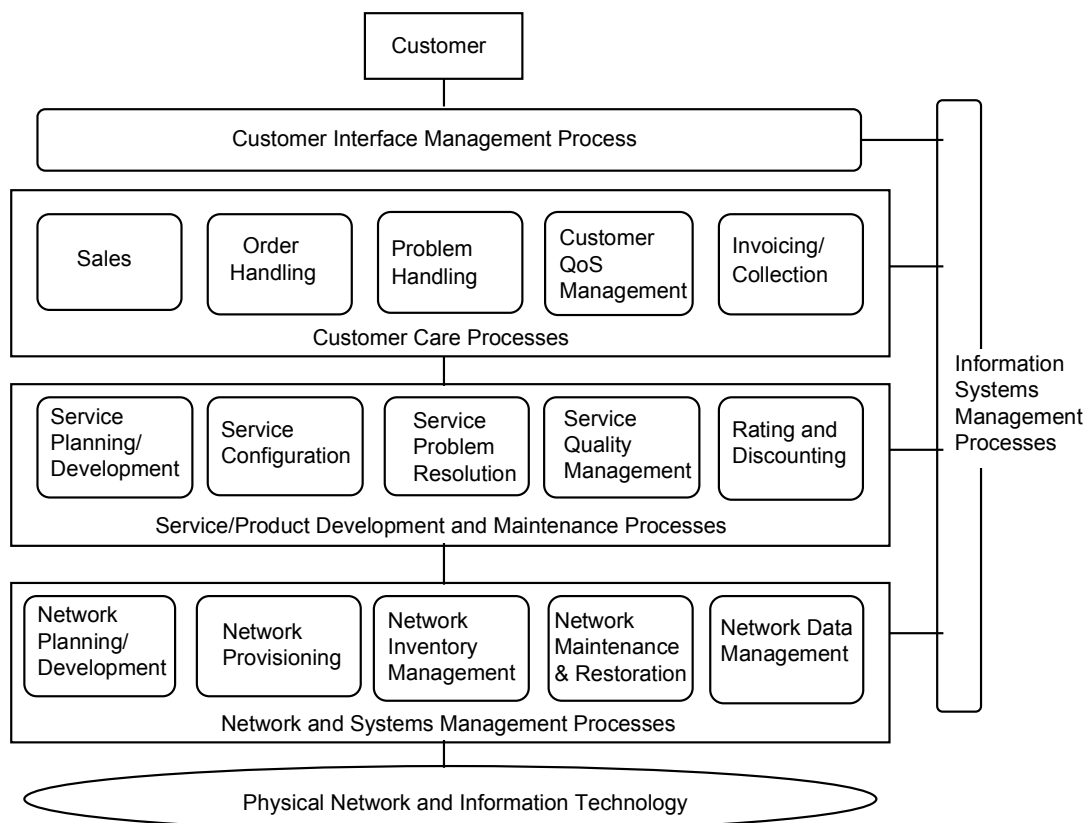 Customer
Customer Interface Management Process
Sales
Order
Handling
Problem
Handling
Customer
QoS
Management
Invoicing/
Collection
Customer Care Processes
Information
Systems
Management
Processes
Service
Planning/
Development
Service
Configuration
Service
Problem
Resolution
Service
Quality
Management
Rating and
Discounting
Service/Product Development and Maintenance Processes
Network
Planning/
Development
Network
Provisioning
Network
Inventory
Management
Network
Maintenance
& Restoration
Network Data
Management
Network and Systems Management Processes
Physical Network and Information Technology